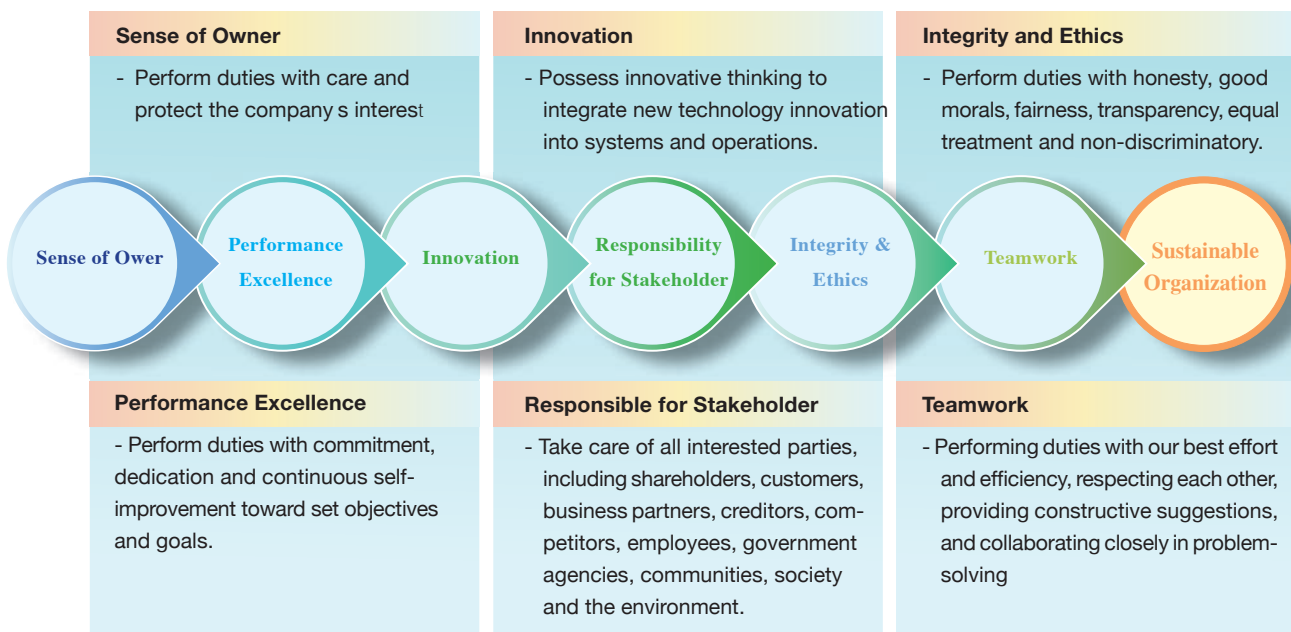 Sense of Owner
- Perform duties with care and
protect the company s interest
Innovation
- Possess innovative thinking to
integrate new technology innovation
into systems and operations.
Integrity and Ethics
- Perform duties with honesty, good
morals, fairness, transparency, equal
treatment and non-discriminatory.
Sense of Ower
Performance
Excellence
Innovation
Responsibility
for Stakeholder
Integrity &
Ethics
Teamwork
Sustainable
Organization
Performance Excellence
- Perform duties with commitment,
dedication and continuous self-
improvement toward set objectives
and goals.
Responsible for Stakeholder
- Take care of all interested parties,
including shareholders, customers,
business partners, creditors, com-
petitors, employees, government
agencies, communities, society
and the environment.
Teamwork
- Performing duties with our best effort
and efficiency, respecting each other,
providing constructive suggestions,
and collaborating closely in problem-
solving